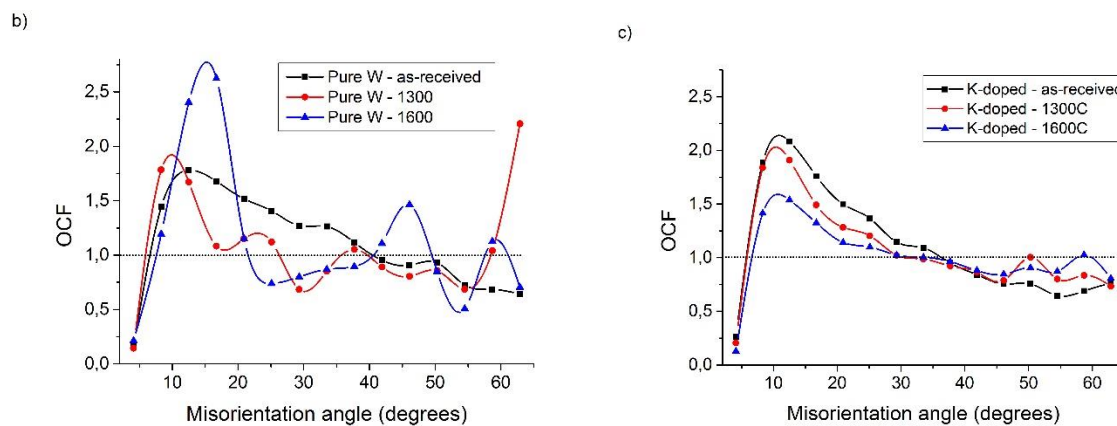 b)
OCF
2,5
2,0
1,5
1,0
0,5
0,0
10
20
30
40
50
60
Misorientation angle (degrees)
Pure W - as-received
Pure W - 1300
Pure W - 1600
c)
OCF
2,5
2,0
1,5
1,0
0,5
0,0
10
20
30
40
50
60
Misorientation angle (degrees)
K-doped - as-received
K-doped - 1300C
K-doped - 1600C